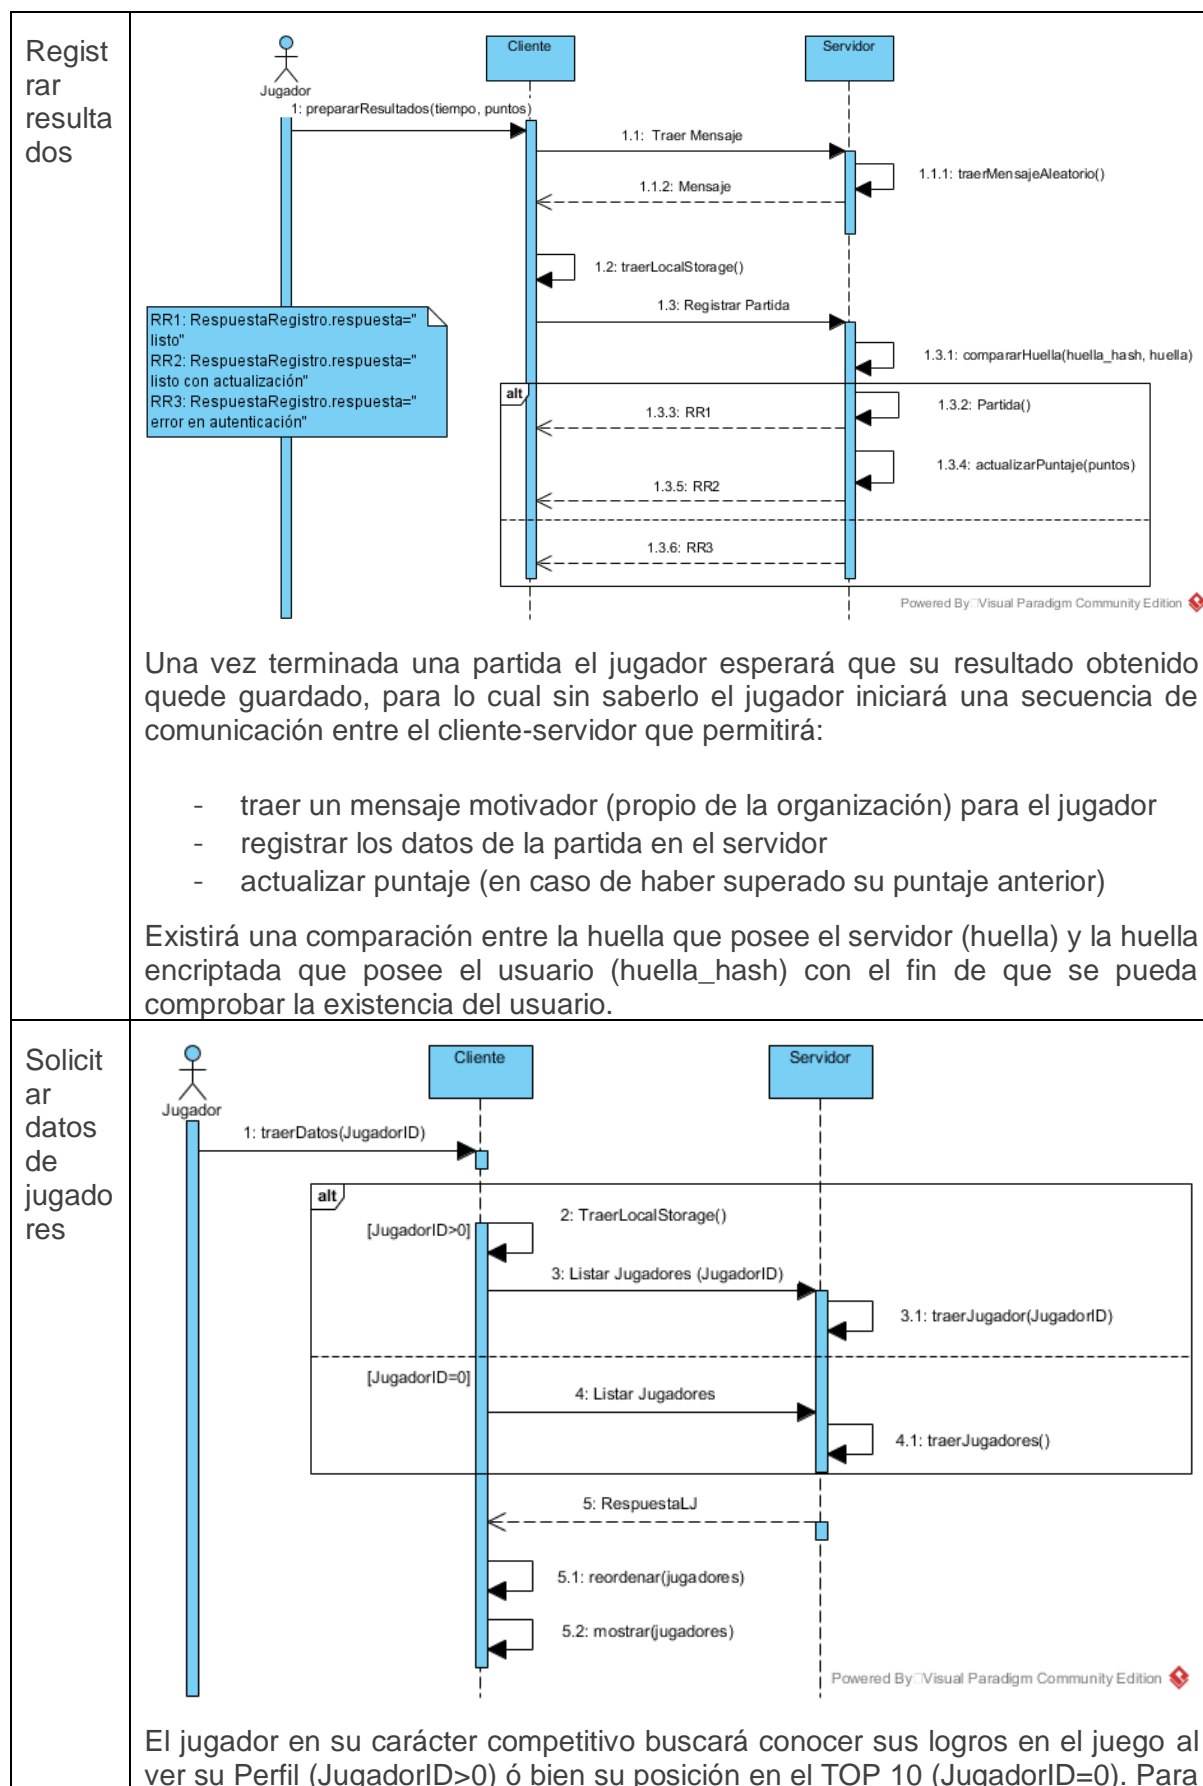 Regist
rar
resulta
dos
Jugador
Cliente
Servidor
1: prepararResultados(tiempo, puntos)
1.1: Traer Mensaje
1.1.1: traerMensajeAleatorio()
1.1.2: Mensaje
1.2: traerLocalStorage()
1.3: Registrar Partida
RR1: RespuestaRegistro.respuesta="
listo"
RR2: RespuestaRegistro.respuesta="
listo con actualización"
RR3: RespuestaRegistro.respuesta="
error en autenticación"
1.3.1: compararHuella(huella_hash, huella)
alt
1.3.2: Partida()
1.3.3: RR1
1.3.4: actualizarPuntaje(puntos)
1.3.5: RR2
1.3.6: RR3
Powered By Visual Paradigm Community Edition
Una vez terminada una partida el jugador esperará que su resultado obtenido
quede guardado, para lo cual sin saberlo el jugador iniciará una secuencia de
comunicación entre el cliente-servidor que permitirá:
- traer un mensaje motivador (propio de la organización) para el jugador
- registrar los datos de la partida en el servidor
- actualizar puntaje (en caso de haber superado su puntaje anterior)
Existirá una comparación entre la huella que posee el servidor (huella) y la huella
encriptada que posee el usuario (huella_hash) con el fin de que se pueda
comprobar la existencia del usuario.
Solicit
ar
datos
de
jugado
res
Jugador
Cliente
Servidor
1: traerDatos(JugadorID)
alt
[JugadorID>0]
2: TraerLocalStorage()
3: Listar Jugadores (JugadorID)
3.1: traerJugador(JugadorID)
[JugadorID=0]
4: Listar Jugadores
4.1: traerJugadores()
5: RespuestaLJ
5.1: reordenar(jugadores)
5.2: mostrar(jugadores)
Powered By Visual Paradigm Community Edition
El jugador en su carácter competitivo buscará conocer sus logros en el juego al
ver su Perfil (JugadorID>0) ó bien su posición en el TOP 10 (JugadorID=0). Para